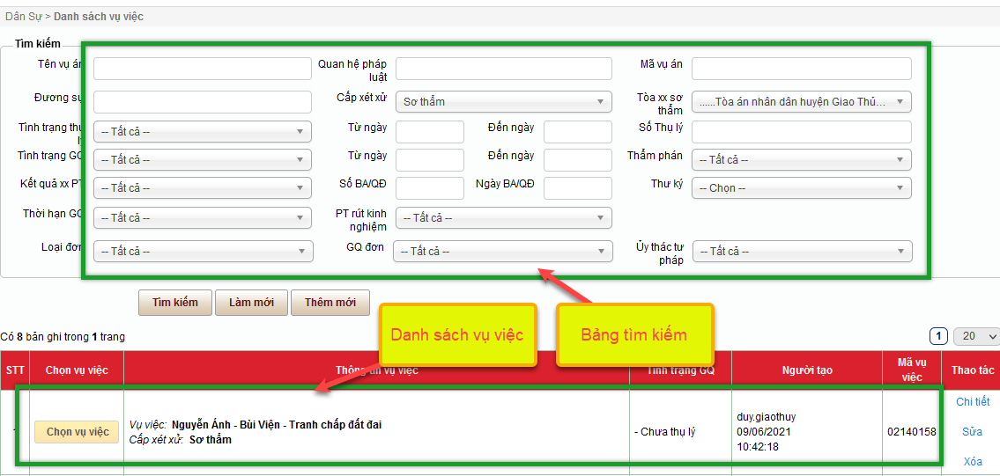 Dân Sự > Danh sách vụ việc
Tìm kiếm
Tên vụ án
Quan hệ pháp luật
Mã vụ án
Đương sự
Cấp xét xử
Sơ thẩm
Tòa xx sơ thẩm
......Tòa án nhân dân huyện Giao Thủ...
Tình trạng thụ lý
-- Tất cả --
Từ ngày
Đến ngày
Số Thụ lý
Tình trạng GQ
-- Tất cả --
Từ ngày
Đến ngày
Thẩm phán
-- Tất cả --
Kết quả xx PT
-- Tất cả --
Số BA/QĐ
Ngày BA/QĐ
Thư ký
-- Chọn --
Thời hạn GQ
-- Tất cả --
PT rút kinh nghiệm
-- Tất cả --
Loại đơn
-- Tất cả --
GQ đơn
-- Tất cả --
Ủy thác tư pháp
-- Tất cả --
Tìm kiếm
Làm mới
Thêm mới
Danh sách vụ việc
Bảng tìm kiếm
Có 8 bản ghi trong 1 trang
1
20
STT
Chọn vụ việc
Thông tin vụ việc
Tình trạng GQ
Người tạo
Mã vụ việc
Thao tác
Chọn vụ việc
Vụ việc: Nguyễn Ánh - Bùi Viện - Tranh chấp đất đai
Cấp xét xử: Sơ thẩm
- Chưa thụ lý
duy.giaothuy
09/06/2021
10:42:18
02140158
Chi tiết
Sửa
Xóa